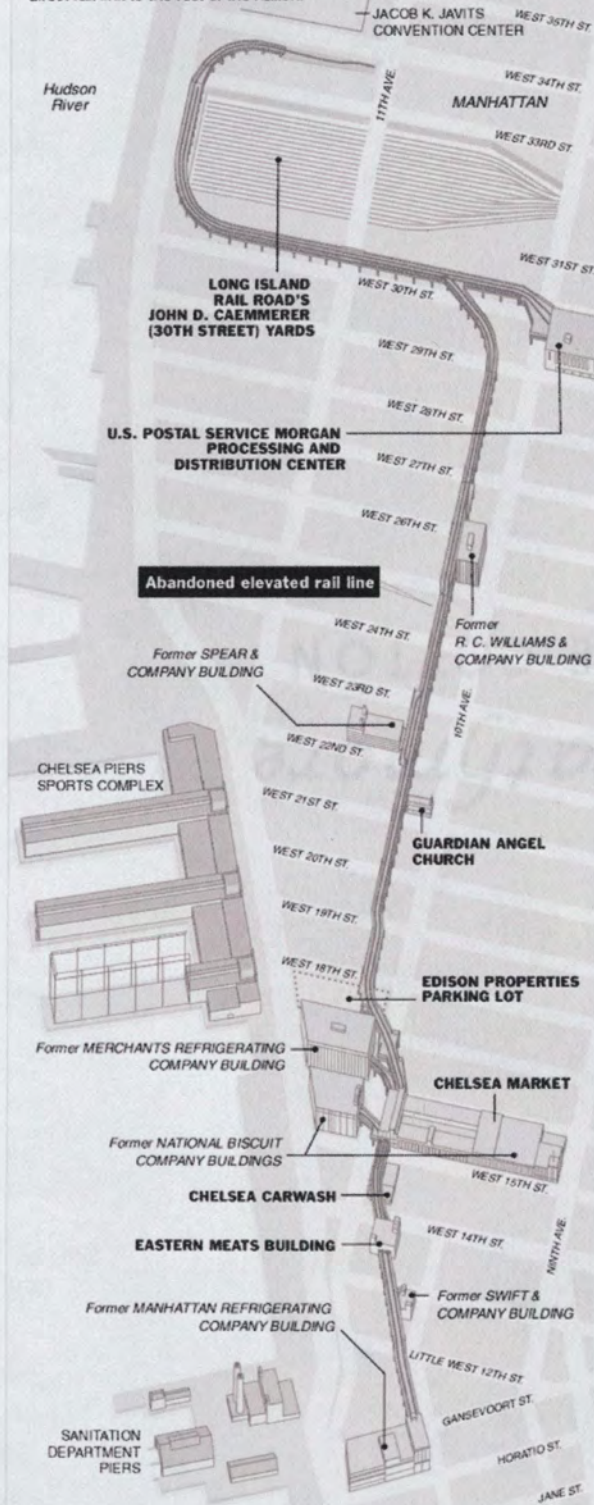 JACOB K. JAVITS
CONVENTION CENTER
WEST 35TH ST.
Hudson
River
11TH AVE.
WEST 34TH ST.
MANHATTAN
WEST 33RD ST.
WEST 31ST ST.
LONG ISLAND
RAIL ROAD'S
JOHN D. CAEMMERER
(30TH STREET) YARDS
WEST 30TH ST.
WEST 29TH ST.
WEST 28TH ST.
U.S. POSTAL SERVICE MORGAN
PROCESSING AND
DISTRIBUTION CENTER
WEST 27TH ST.
WEST 26TH ST.
Abandoned elevated rail line
WEST 24TH ST.
Former
R. C. WILLIAMS &
COMPANY BUILDING
Former SPEAR &
COMPANY BUILDING
WEST 23RD ST.
10TH AVE.
WEST 22ND ST.
CHELSEA PIERS
SPORTS COMPLEX
WEST 21ST ST.
GUARDIAN ANGEL
CHURCH
WEST 20TH ST.
WEST 19TH ST.
WEST 18TH ST.
EDISON PROPERTIES
PARKING LOT
Former MERCHANTS REFRIGERATING
COMPANY BUILDING
CHELSEA MARKET
Former NATIONAL BISCUIT
COMPANY BUILDINGS
WEST 15TH ST.
CHELSEA CARWASH
EASTERN MEATS BUILDING
WEST 14TH ST.
NINTH AVE.
Former MANHATTAN REFRIGERATING
COMPANY BUILDING
Former SWIFT &
COMPANY BUILDING
LITTLE WEST 12TH ST.
GANSEVOORT ST.
SANITATION
DEPARTMENT
PIERS
HORATIO ST.
JANE ST.